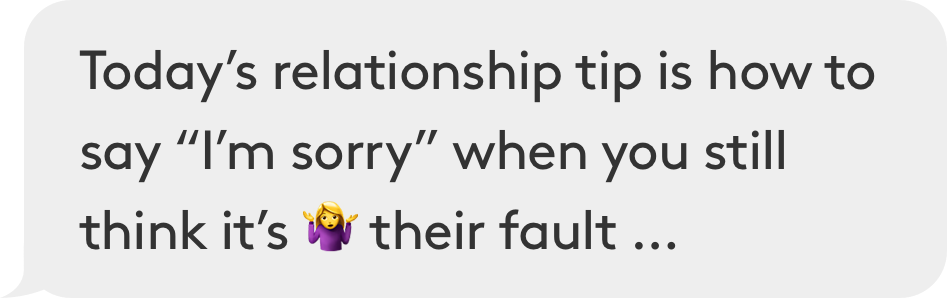 Today’s relationship tip is how to
say “I’m sorry” when you still
think it’s 🤷‍♀️ their fault ...